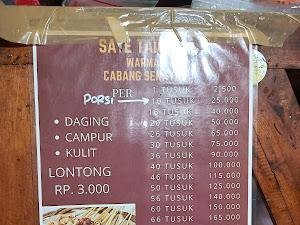 SATE TAI
WARMA
CABANG SE
PORSI PER
1 TUSUK 2.500
10 TUSUK 25.000
16 TUSUK 40.000
20 TUSUK 50.000
26 TUSUK 65.000
30 TUSUK 75.000
36 TUSUK 90.000
40 TUSUK 100.000
46 TUSUK 115.000
50 TUSUK 125.000
56 TUSUK 140.000
60 TUSUK 150.000
66 TUSUK 165.000
• DAGING
• CAMPUR
• KULIT
LONTONG
RP. 3.000